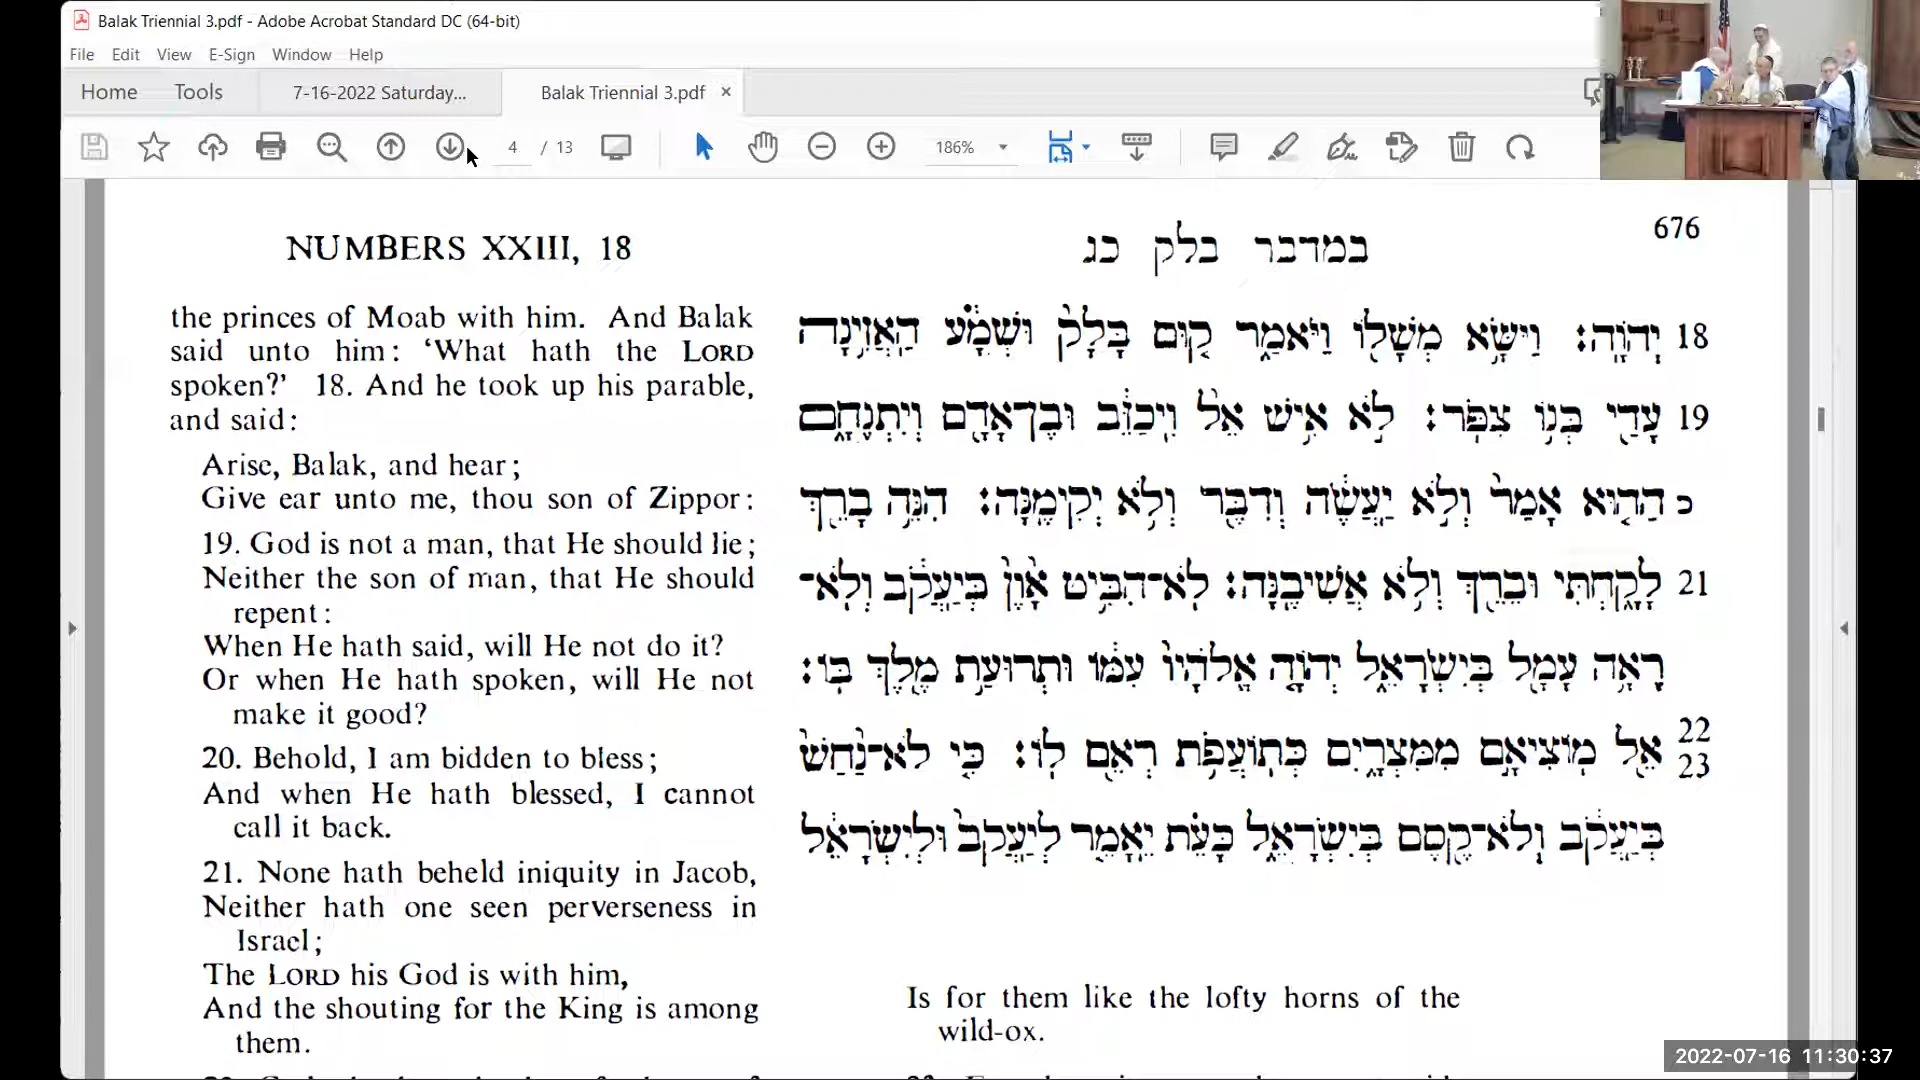 Balak Triennial 3.pdf - Adobe Acrobat Standard DC (64-bit)
File Edit View E-Sign Window Help
Home Tools 7-16-2022 Saturday... Balak Triennial 3.pdf ×
4 / 13 186%
NUMBERS XXIII, 18
במדבר בלק כג
676
the princes of Moab with him. And Balak
said unto him: ‘What hath the LORD
spoken?’ 18. And he took up his parable,
and said:
Arise, Balak, and hear;
Give ear unto me, thou son of Zippor:
19. God is not a man, that He should lie;
Neither the son of man, that He should
repent:
When He hath said, will He not do it?
Or when He hath spoken, will He not
make it good?
20. Behold, I am bidden to bless;
And when He hath blessed, I cannot
call it back.
21. None hath beheld iniquity in Jacob,
Neither hath one seen perverseness in
Israel;
The LORD his God is with him,
And the shouting for the King is among
them.
18 יְהוָֽה׃ וַיִּשָּׂ֥א מְשָׁל֖וֹ וַיֹּאמַ֑ר ק֤וּם בָּלָק֙ וּֽשְׁמָ֔ע הַאֲזִ֥ינָה
19 עָדַ֖י בְּנ֥וֹ צִפֹּֽר׃ לֹ֣א אִ֥ישׁ אֵל֙ וִֽיכַזֵּ֔ב וּבֶן־אָדָ֖ם וְיִתְנֶחָ֑ם
כ הַה֤וּא אָמַר֙ וְלֹ֣א יַעֲשֶׂ֔ה וְדִבֶּ֖ר וְלֹ֥א יְקִימֶֽנָּה׃ הִנֵּ֥ה בָרֵ֖ךְ
21 לָקָ֑חְתִּי וּבֵרֵ֖ךְ וְלֹ֥א אֲשִׁיבֶֽנָּה׃ לֹֽא־הִבִּ֥יט אָ֙וֶן֙ בְּיַעֲקֹ֔ב וְלֹא־
רָאָ֥ה עָמָ֖ל בְּיִשְׂרָאֵ֑ל יְהוָ֤ה אֱלֹהָיו֙ עִמּ֔וֹ וּתְרוּעַ֥ת מֶ֖לֶךְ בּֽוֹ׃
22 23 אֵ֖ל מֽוֹצִיאָ֣ם מִמִּצְרָ֑יִם כְּתוֹעֲפֹ֥ת רְאֵ֖ם לֽוֹ׃ כִּ֤י לֹא־נַ֙חַשׁ֙
בְּיַעֲקֹ֔ב וְלֹא־קֶ֖סֶם בְּיִשְׂרָאֵ֑ל כָּעֵ֗ת יֵאָמֵ֤ר לְיַעֲקֹב֙ וּלְיִשְׂרָאֵ֔ל
Is for them like the lofty horns of the
wild-ox.
2022-07-16 11:30:37